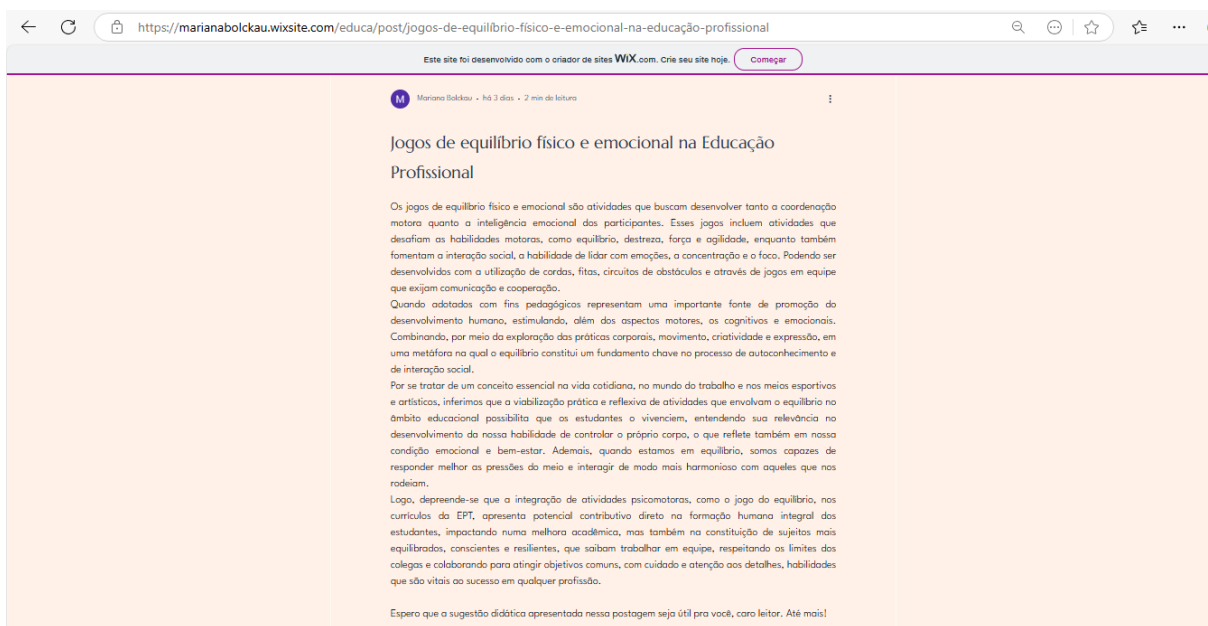 https://marianabolckau.wixsite.com/educa/post/jogos-de-equilíbrio-físico-e-emocional-na-educação-profissional
Este site foi desenvolvido com o criador de sites WiX.com. Crie seu site hoje. Começar
M Mariana Bolckau • há 3 dias • 2 min de leitura
Jogos de equilíbrio físico e emocional na Educação
Profissional
Os jogos de equilíbrio físico e emocional são atividades que buscam desenvolver tanto a coordenação
motora quanto a inteligência emocional dos participantes. Esses jogos incluem atividades que
desafiam as habilidades motoras, como equilíbrio, destreza, força e agilidade, enquanto também
fomentam a interação social, a habilidade de lidar com emoções, a concentração e o foco. Podendo ser
desenvolvidos com a utilização de cordas, fitas, circuitos de obstáculos e através de jogos em equipe
que exijam comunicação e cooperação.
Quando adotados com fins pedagógicos representam uma importante fonte de promoção do
desenvolvimento humano, estimulando, além dos aspectos motores, os cognitivos e emocionais.
Combinando, por meio da exploração das práticas corporais, movimento, criatividade e expressão, em
uma metáfora na qual o equilíbrio constitui um fundamento chave no processo de autoconhecimento e
de interação social.
Por se tratar de um conceito essencial na vida cotidiana, no mundo do trabalho e nos meios esportivos
e artísticos, inferimos que a viabilização prática e reflexiva de atividades que envolvam o equilíbrio no
âmbito educacional possibilita que os estudantes o vivenciem, entendendo sua relevância no
desenvolvimento da nossa habilidade de controlar o próprio corpo, o que reflete também em nossa
condição emocional e bem-estar. Ademais, quando estamos em equilíbrio, somos capazes de
responder melhor as pressões do meio e interagir de modo mais harmonioso com aqueles que nos
rodeiam.
Logo, depreende-se que a integração de atividades psicomotoras, como o jogo do equilíbrio, nos
currículos da EPT, apresenta potencial contributivo direto na formação humana integral dos
estudantes, impactando numa melhora acadêmica, mas também na constituição de sujeitos mais
equilibrados, conscientes e resilientes, que saibam trabalhar em equipe, respeitando os limites dos
colegas e colaborando para atingir objetivos comuns, com cuidado e atenção aos detalhes, habilidades
que são vitais ao sucesso em qualquer profissão.
Espero que a sugestão didática apresentada nessa postagem seja útil pra você, caro leitor. Até mais!